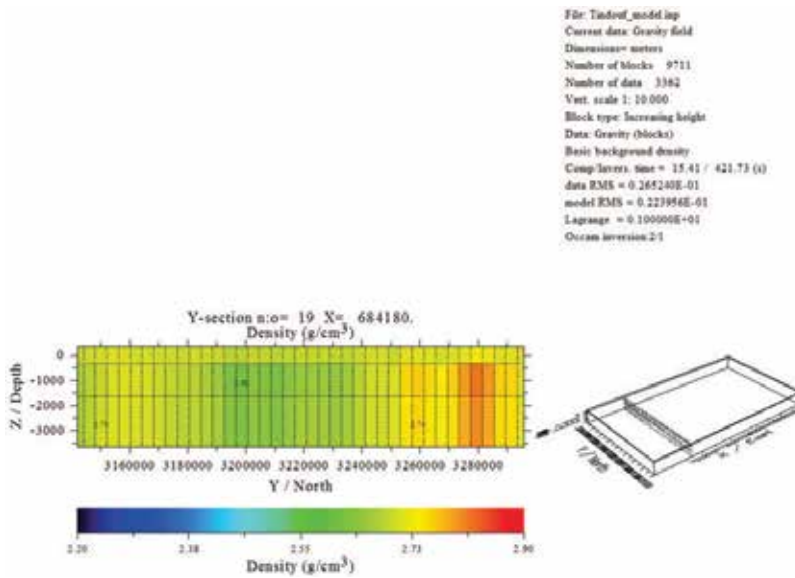 File: Tindouf_model.inp
Current data: Gravity field
Dimensions= meters
Number of blocks 9711
Number of data 3362
Vert. scale 1: 10.000
Block type: Increasing height
Data: Gravity (blocks)
Basic background density
Comp/Invers. time = 15.41 / 421.73 (s)
data RMS = 0.265240E-01
model RMS = 0.223956E-01
Lagrange = 0.100000E+01
Occam inversion:2/1
Y-section n:o= 19 X= 684180.
Density (g/cm³)
0
-1000
-2000
-3000
Z / Depth
3160000 3200000 3220000 3240000 3260000 3280000
Y / North
Y / North
2.20 2.38 2.55 2.73 2.90
Density (g/cm³)